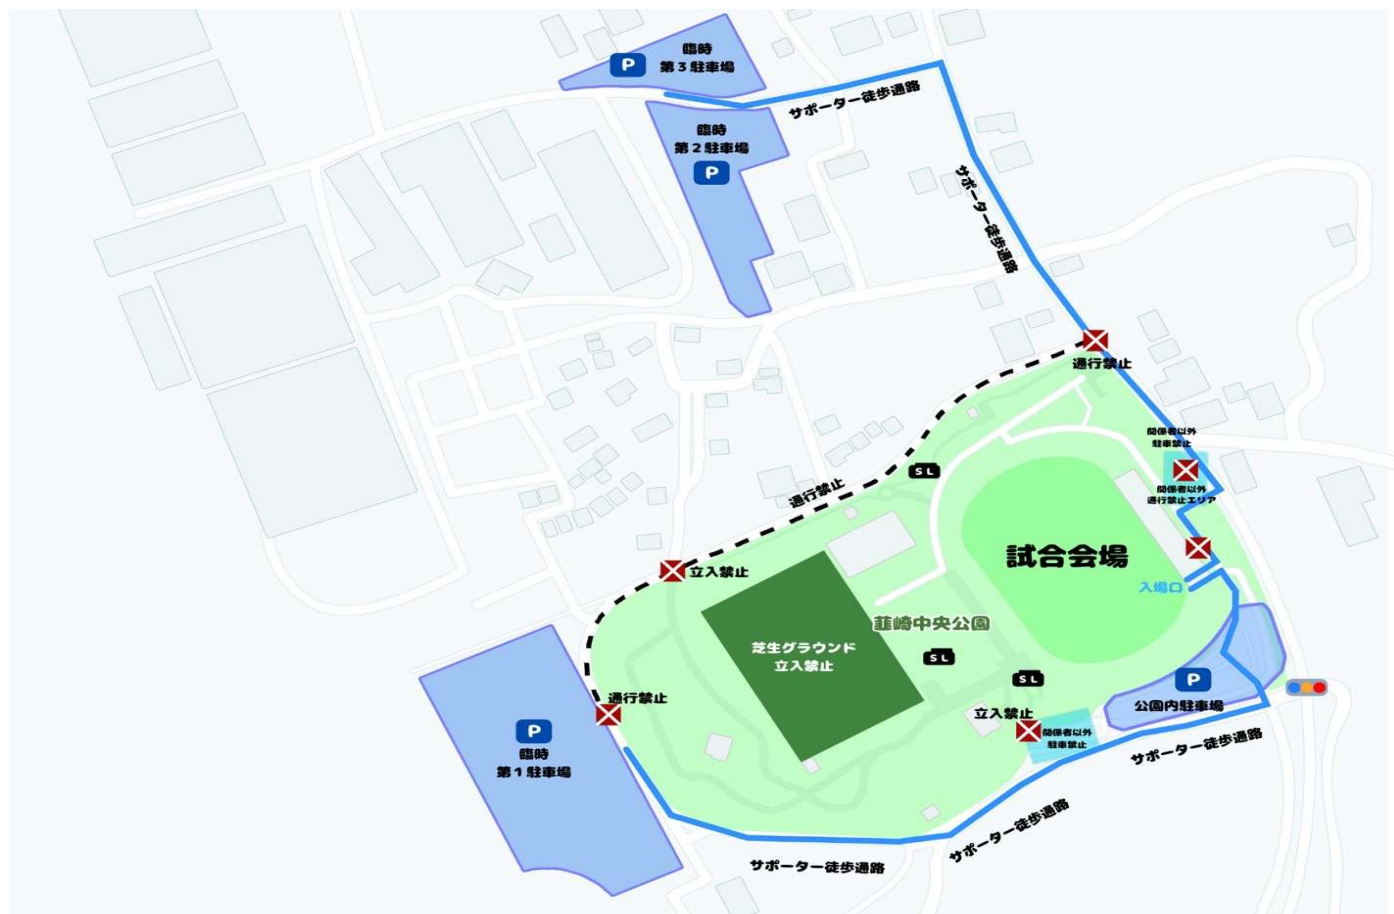 臨時
第3駐車場
P
サポーター徒歩通路
臨時
第2駐車場
P
サポーター徒歩通路
通行禁止
関係者以外
駐車禁止
関係者以外
通行禁止エリア
SL
通行禁止
試合会場
立入禁止
入場口
韮崎中央公園
芝生グラウンド
立入禁止
SL
SL
P
公園内駐車場
通行禁止
立入禁止
関係者以外
駐車禁止
P
臨時
第1駐車場
サポーター徒歩通路
サポーター徒歩通路
サポーター徒歩通路